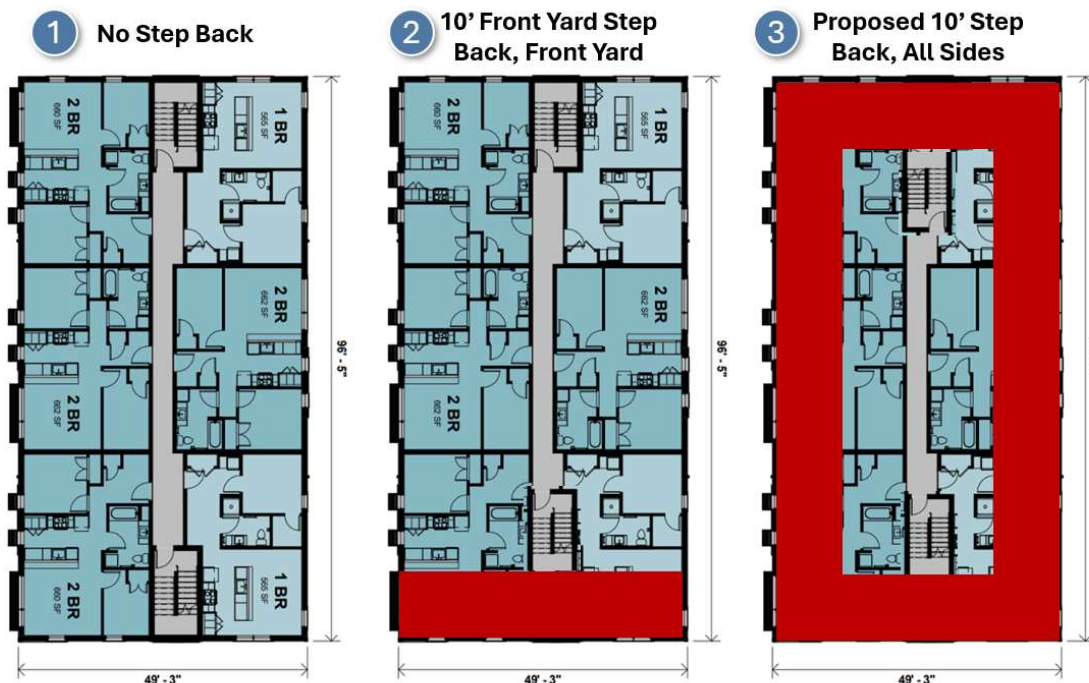 1 No Step Back
2 10’ Front Yard Step
Back, Front Yard
3 Proposed 10’ Step
Back, All Sides
2 BR
660 SF
1 BR
565 SF
2 BR
662 SF
2 BR
662 SF
2 BR
660 SF
1 BR
565 SF
96' - 5"
49' - 3"
2 BR
660 SF
1 BR
565 SF
2 BR
662 SF
2 BR
662 SF
96' - 5"
49' - 3"
49' - 3"